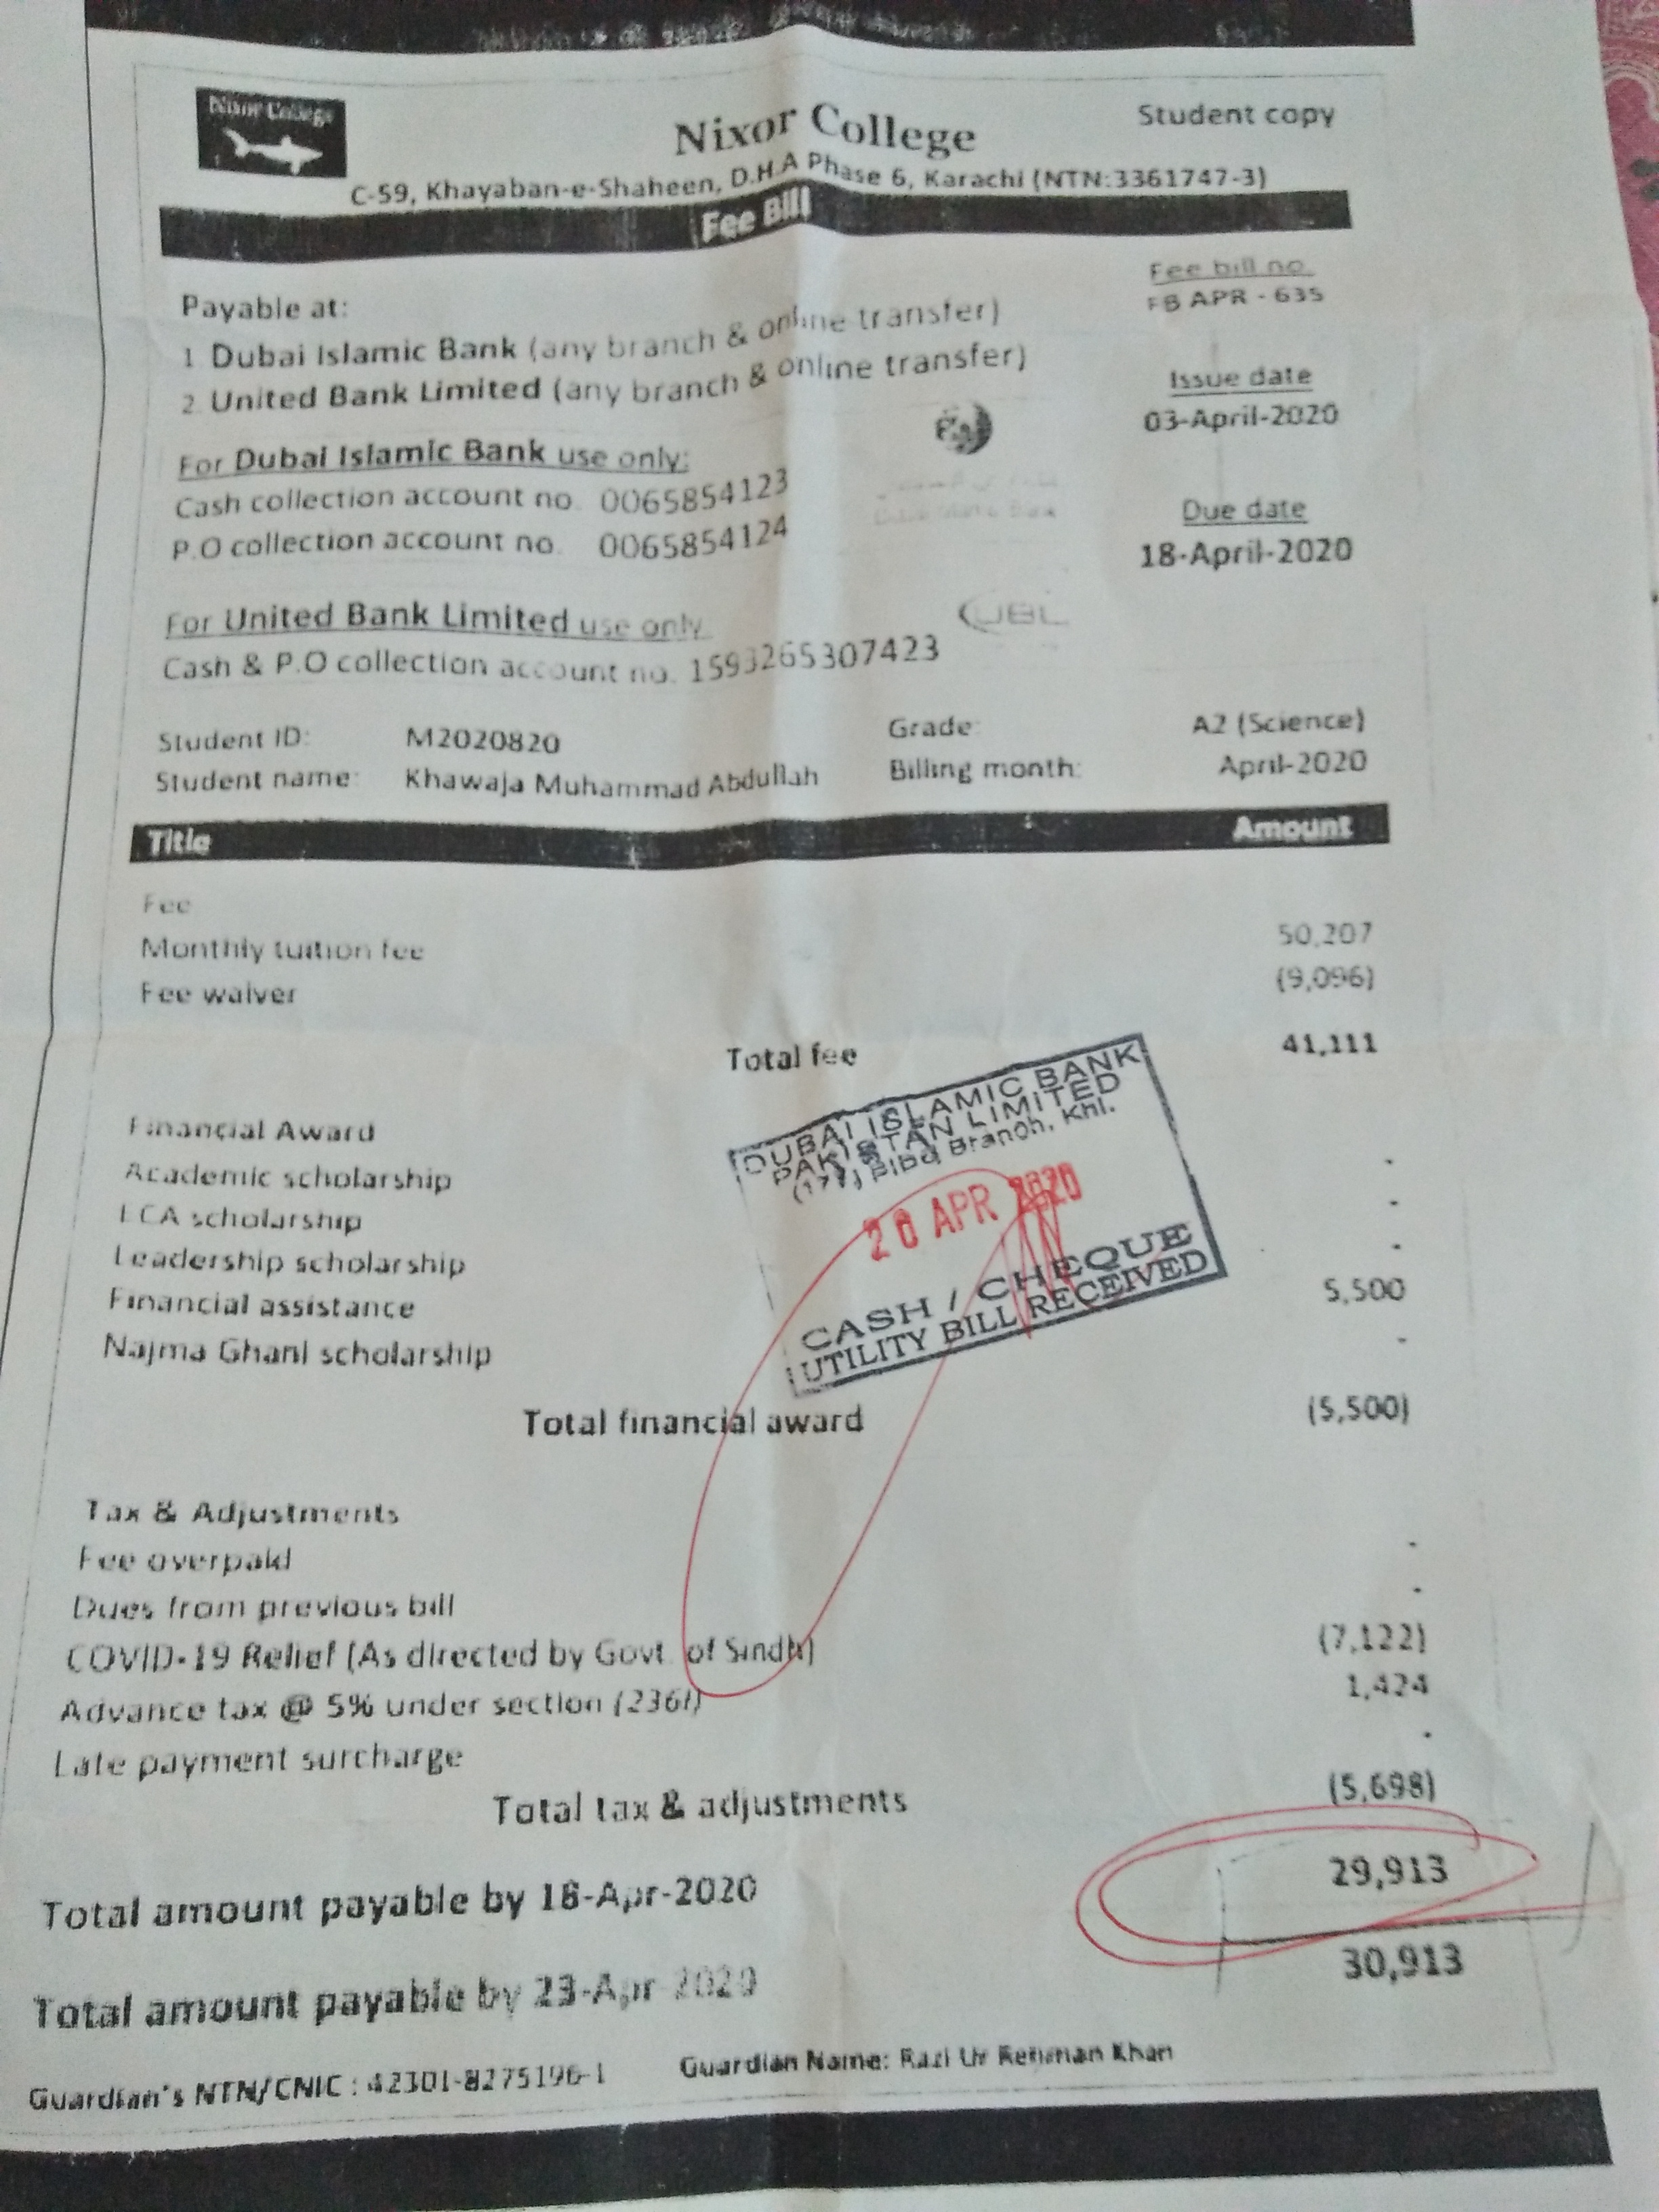 Nixor College
Nixor College
Student copy
C-59, Khayaban-e-Shaheen, D.H.A Phase 6, Karachi (NTN:3361747-3)
Fee Bill
Payable at:
Fee bill no.
FB APR - 635
1 Dubai Islamic Bank (any branch & online transfer)
2. United Bank Limited (any branch & online transfer)
Issue date
03-April-2020
For Dubai Islamic Bank use only:
Cash collection account no. 0065854123
P.O collection account no. 0065854124
Due date
18-April-2020
For United Bank Limited use only
UBL
Cash & P.O collection account no. 1593265307423
Student ID: M2020820 Grade: A2 (Science)
Student name: Khawaja Muhammad Abdullah Billing month: April-2020
Title Amount
Fee
Monthly tuition fee 50,207
Fee waiver (9,096)
Total fee 41,111
DUBAI ISLAMIC BANK
PAKISTAN LIMITED
Branch, Khi.
APR 2020
CASH / CHEQUE
UTILITY BILL RECEIVED
Financial Award
Academic scholarship -
LCA scholarship -
Leadership scholarship -
Financial assistance 5,500
Najma Ghani scholarship -
Total financial award (5,500)
Tax & Adjustments
Fee overpaid -
Dues from previous bill -
COVID-19 Relief (As directed by Govt. of Sindh) (7,122)
Advance tax @ 5% under section (236I) 1,424
Late payment surcharge -
Total tax & adjustments (5,698)
Total amount payable by 18-Apr-2020 29,913
Total amount payable by 23-Apr-2020 30,913
Guardian's NTN/CNIC : 42301-8275196-1 Guardian Name: Razi Ur Rehman Khan